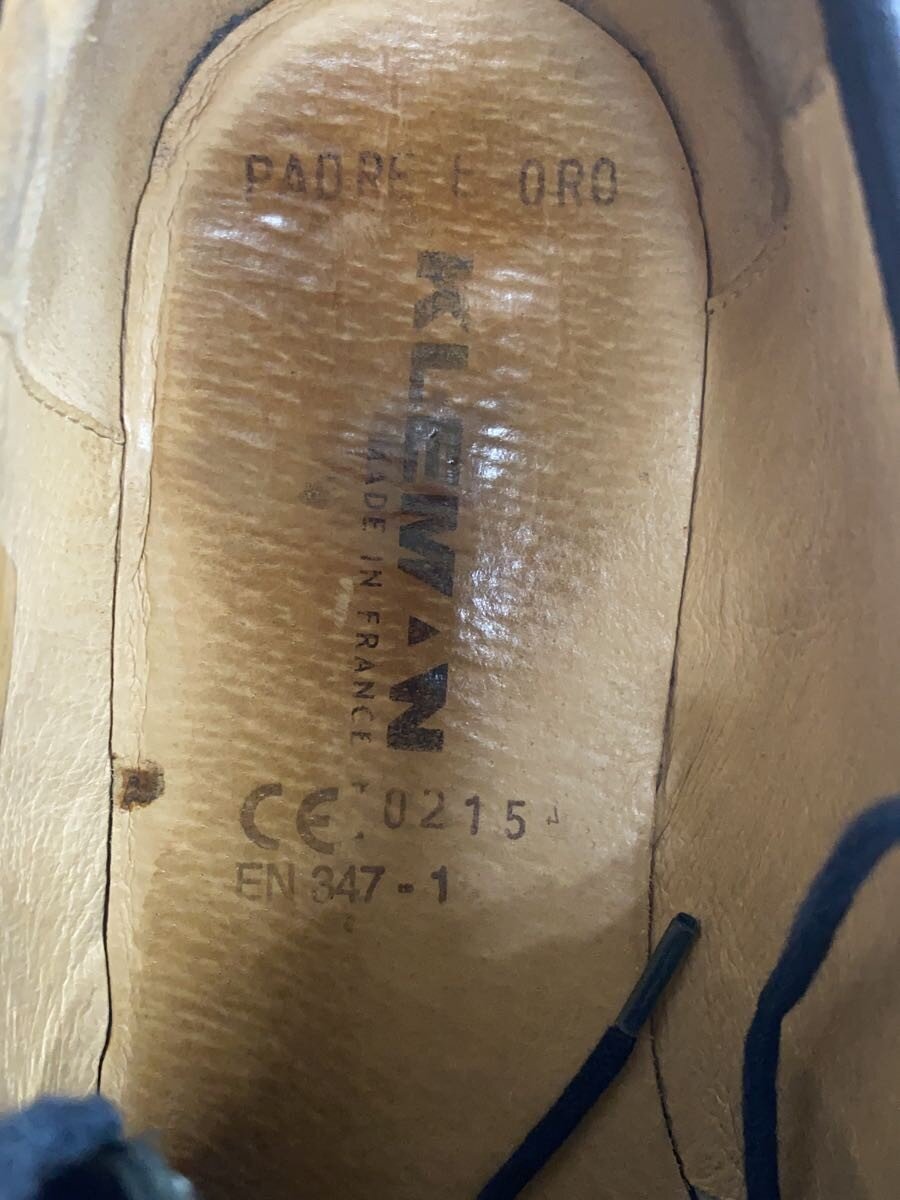 PADRE E ORO
KLEMAN
MADE IN FRANCE
CE 0215
EN 347-1